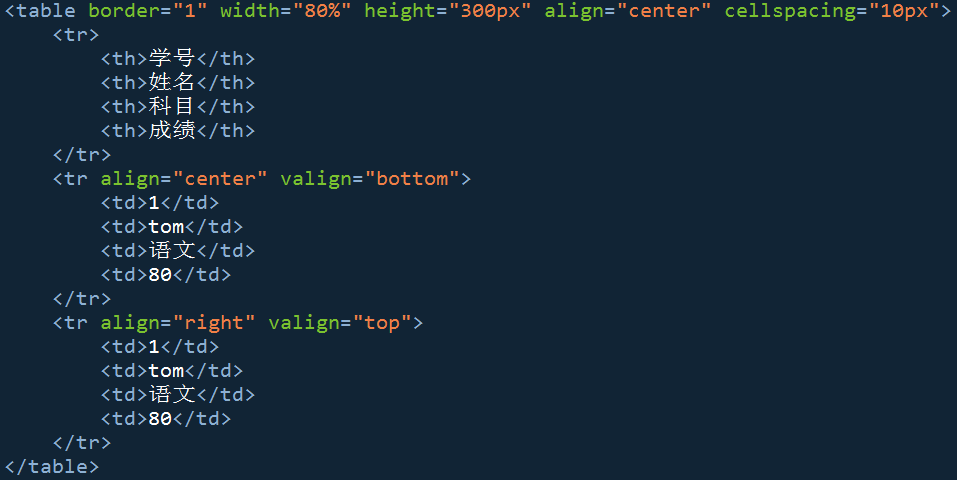 <table border="1" width="80%" height="300px" align="center" cellspacing="10px">
    <tr>
        <th>学号</th>
        <th>姓名</th>
        <th>科目</th>
        <th>成绩</th>
    </tr>
    <tr align="center" valign="bottom">
        <td>1</td>
        <td>tom</td>
        <td>语文</td>
        <td>80</td>
    </tr>
    <tr align="right" valign="top">
        <td>1</td>
        <td>tom</td>
        <td>语文</td>
        <td>80</td>
    </tr>
</table>